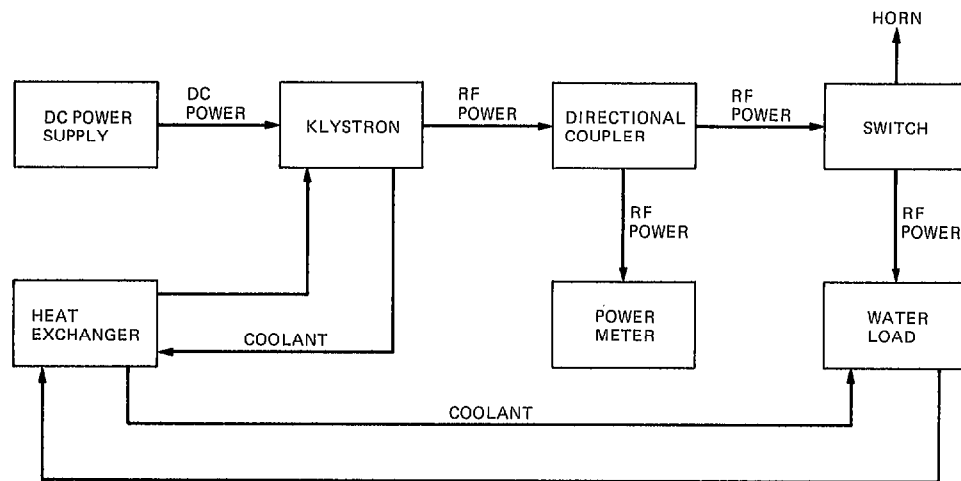 HORN
DC POWER
SUPPLY
DC
POWER
KLYSTRON
RF
POWER
DIRECTIONAL
COUPLER
RF
POWER
SWITCH
RF
POWER
RF
POWER
HEAT
EXCHANGER
COOLANT
POWER
METER
WATER
LOAD
COOLANT